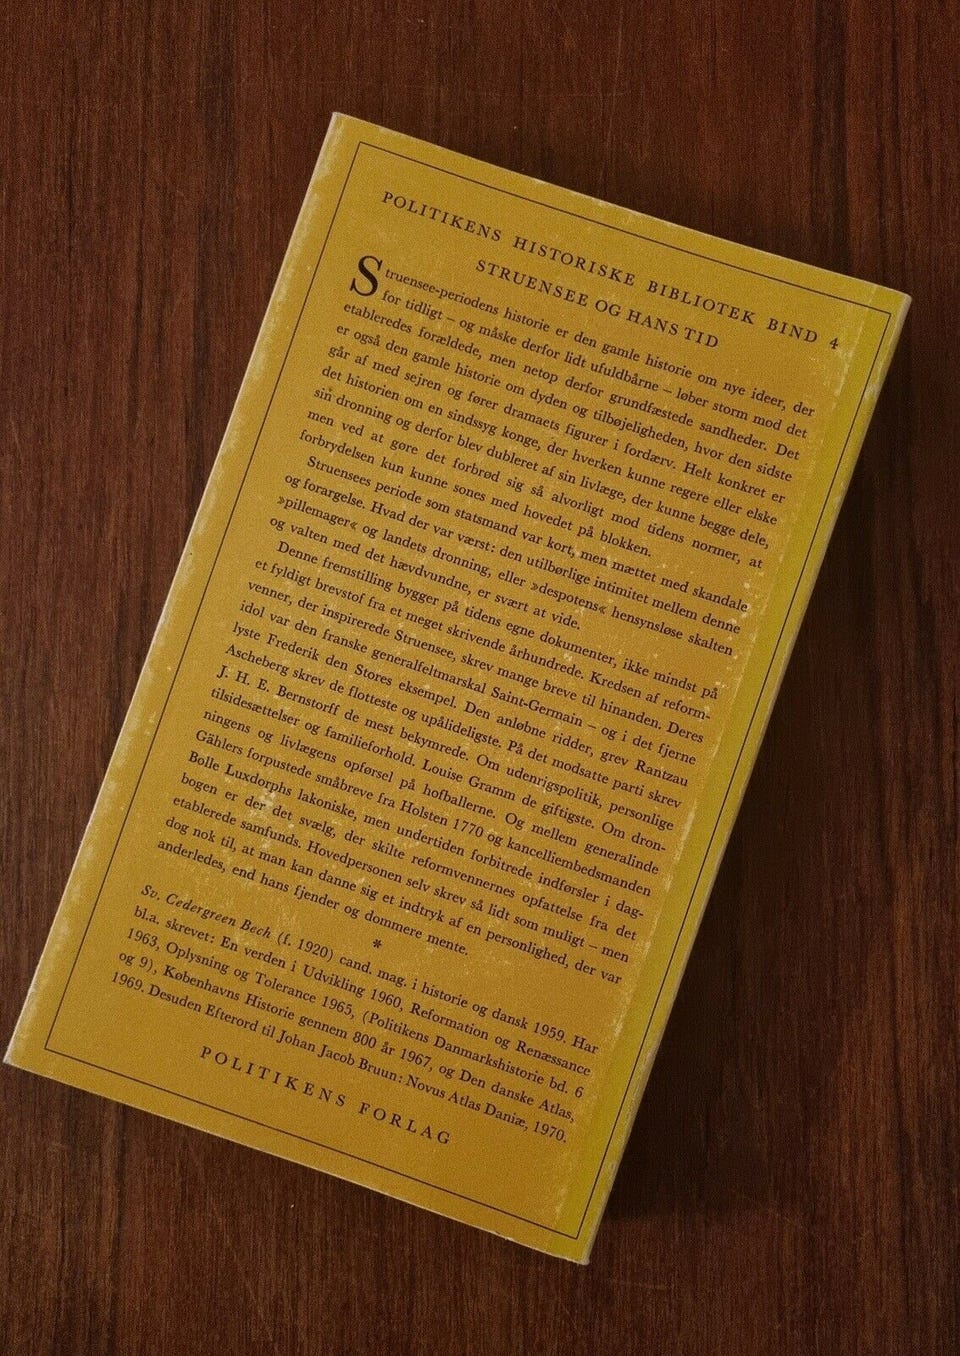 POLITIKENS HISTORISKE BIBLIOTEK BIND 4
STRUENSEE OG HANS TID
Struensee-periodens historie er den gamle historie om nye ideer, der
for tidligt – og måske derfor lidt ufuldbårne – løber storm mod det
etableredes forældede, men netop derfor grundfæstede sandheder. Det
er også den gamle historie om dyden og tilbøjeligheden, hvor den sidste
går af med sejren og fører dramaets figurer i fordærv. Helt konkret er
det historien om en sindssyg konge, der hverken kunne regere eller elske
sin dronning og derfor blev dubleret af sin livlæge, der kunne begge dele,
men ved at gøre det forbrød sig så alvorligt mod tidens normer, at
forbrydelsen kun kunne sones med hovedet på blokken.
Struensees periode som statsmand var kort, men mættet med skandale
og forargelse. Hvad der var værst: den utilbørlige intimitet mellem denne
»pillemager« og landets dronning, eller »despotens« hensynsløse skalten
og valten med det hævdvundne, er svært at vide.
Denne fremstilling bygger på tidens egne dokumenter, ikke mindst på
et fyldigt brevstof fra et meget skrivende århundrede. Kredsen af reform-
venner, der inspirerede Struensee, skrev mange breve til hinanden. Deres
idol var den franske generalfeltmarskal Saint-Germain – og i det fjerne
lyste Frederik den Stores eksempel. Den anløbne ridder, grev Rantzau
Ascheberg skrev de flotteste og upålideligste. På det modsatte parti skrev
J. H. E. Bernstorff de mest bekymrede. Om udenrigspolitik, personlige
tilsidesættelser og familieforhold. Louise Gramm de giftigste. Om dron-
ningens og livlægens opførsel på hofballerne. Og mellem generalinde
Gählers forpustede småbreve fra Holsten 1770 og kancelliembedsmanden
Bolle Luxdorphs lakoniske, men undertiden forbitrede indførsler i dag-
bogen er der det svælg, der skilte reformvennernes opfattelse fra det
etablerede samfunds. Hovedpersonen selv skrev så lidt som muligt – men
dog nok til, at man kan danne sig et indtryk af en personlighed, der var
anderledes, end hans fjender og dommere mente.
*
Sv. Cedergreen Bech (f. 1920) cand. mag. i historie og dansk 1959. Har
bl.a. skrevet: En verden i Udvikling 1960, Reformation og Renæssance
1963, Oplysning og Tolerance 1965, (Politikens Danmarkshistorie bd. 6
og 9), Københavns Historie gennem 800 år 1967, og Den danske Atlas,
1969. Desuden Efterord til Johan Jacob Bruun: Novus Atlas Daniæ, 1970.
POLITIKENS FORLAG